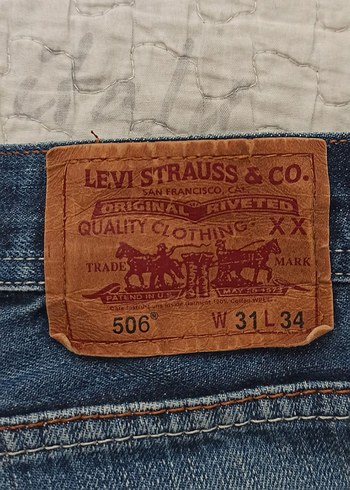 LEVI STRAUSS & CO.
SAN FRANCISCO, CAL.
ORIGINAL RIVETED
QUALITY CLOTHING XX
TRADE MARK
PATENTD IN U.S. MAY 20 1873
506® W 31 L 34